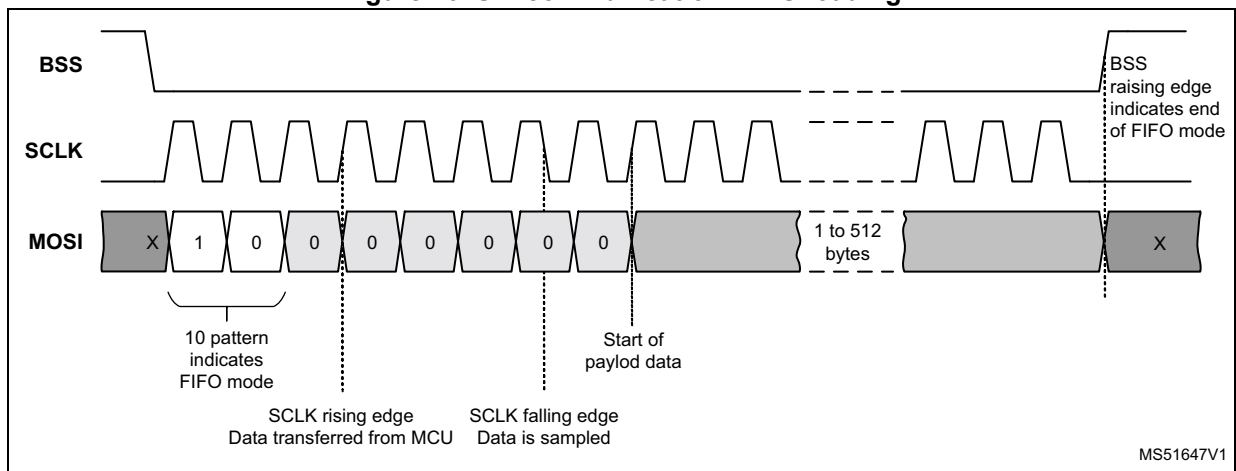 BSS
SCLK
MOSI
X 1 0 0 0 0 0 0 0
1 to 512
bytes
X
BSS
raising edge
indicates end
of FIFO mode
10 pattern
indicates
FIFO mode
Start of
paylod data
SCLK rising edge
Data transferred from MCU
SCLK falling edge
Data is sampled
MS51647V1